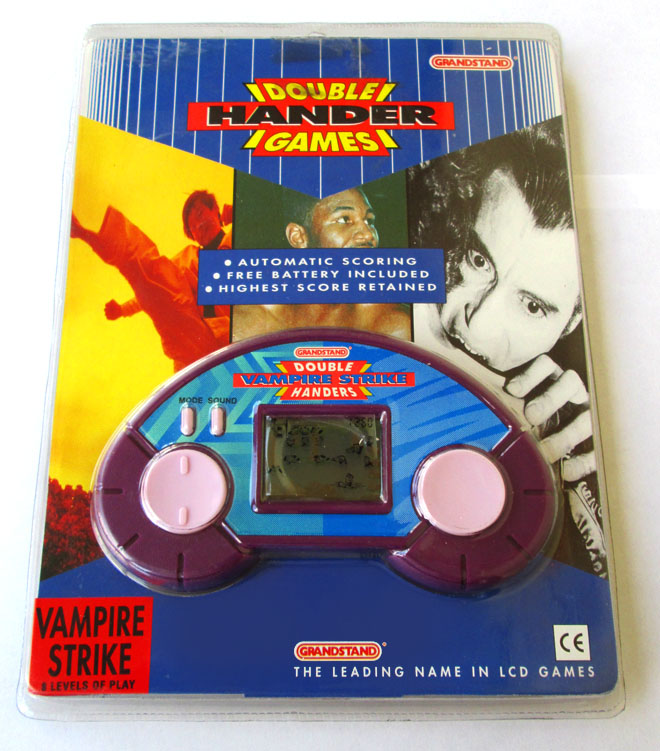 GRANDSTAND
DOUBLE
HANDER
GAMES
• AUTOMATIC SCORING
• FREE BATTERY INCLUDED
• HIGHEST SCORE RETAINED
GRANDSTAND
DOUBLE
VAMPIRE STRIKE
HANDERS
MODE SOUND
VAMPIRE
STRIKE
8 LEVELS OF PLAY
GRANDSTAND
THE LEADING NAME IN LCD GAMES
CE